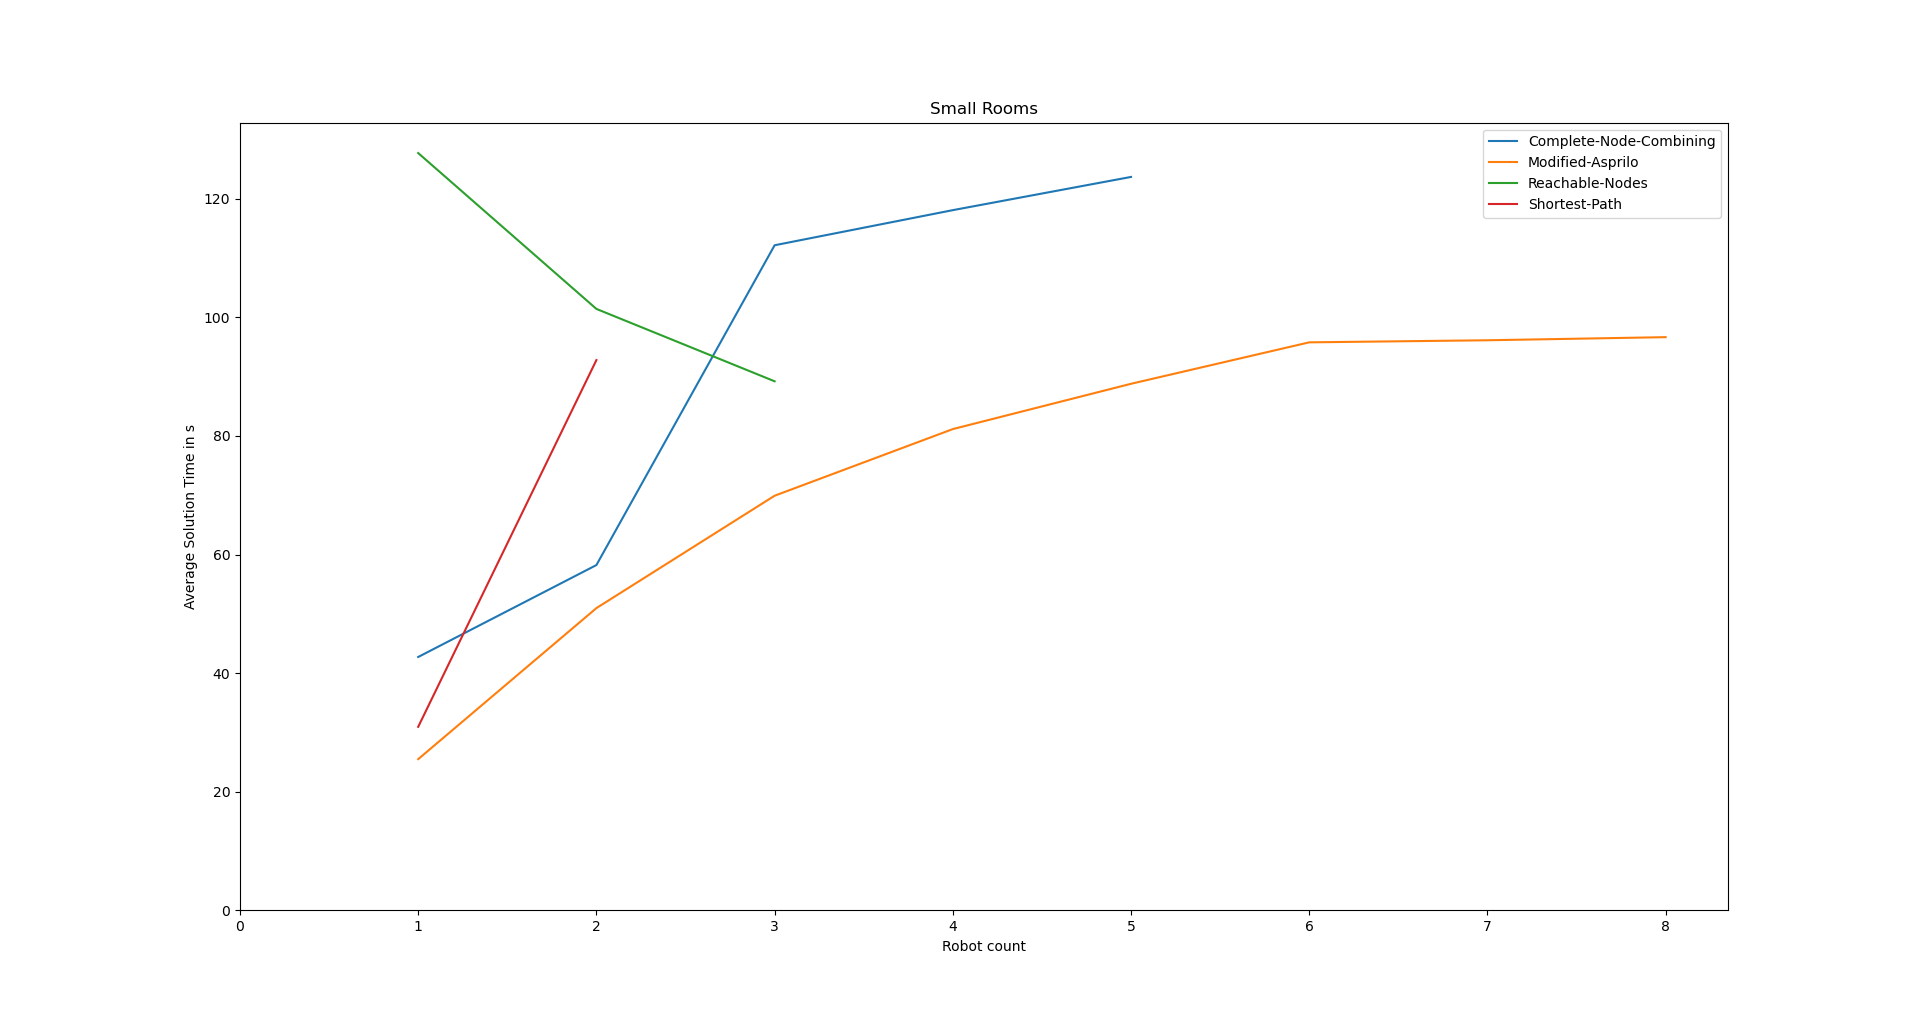 Small Rooms
Complete-Node-Combining
Modified-Asprilo
Reachable-Nodes
Shortest-Path
Average Solution Time in s
120
100
80
60
40
20
0
0 1 2 3 4 5 6 7 8
Robot count